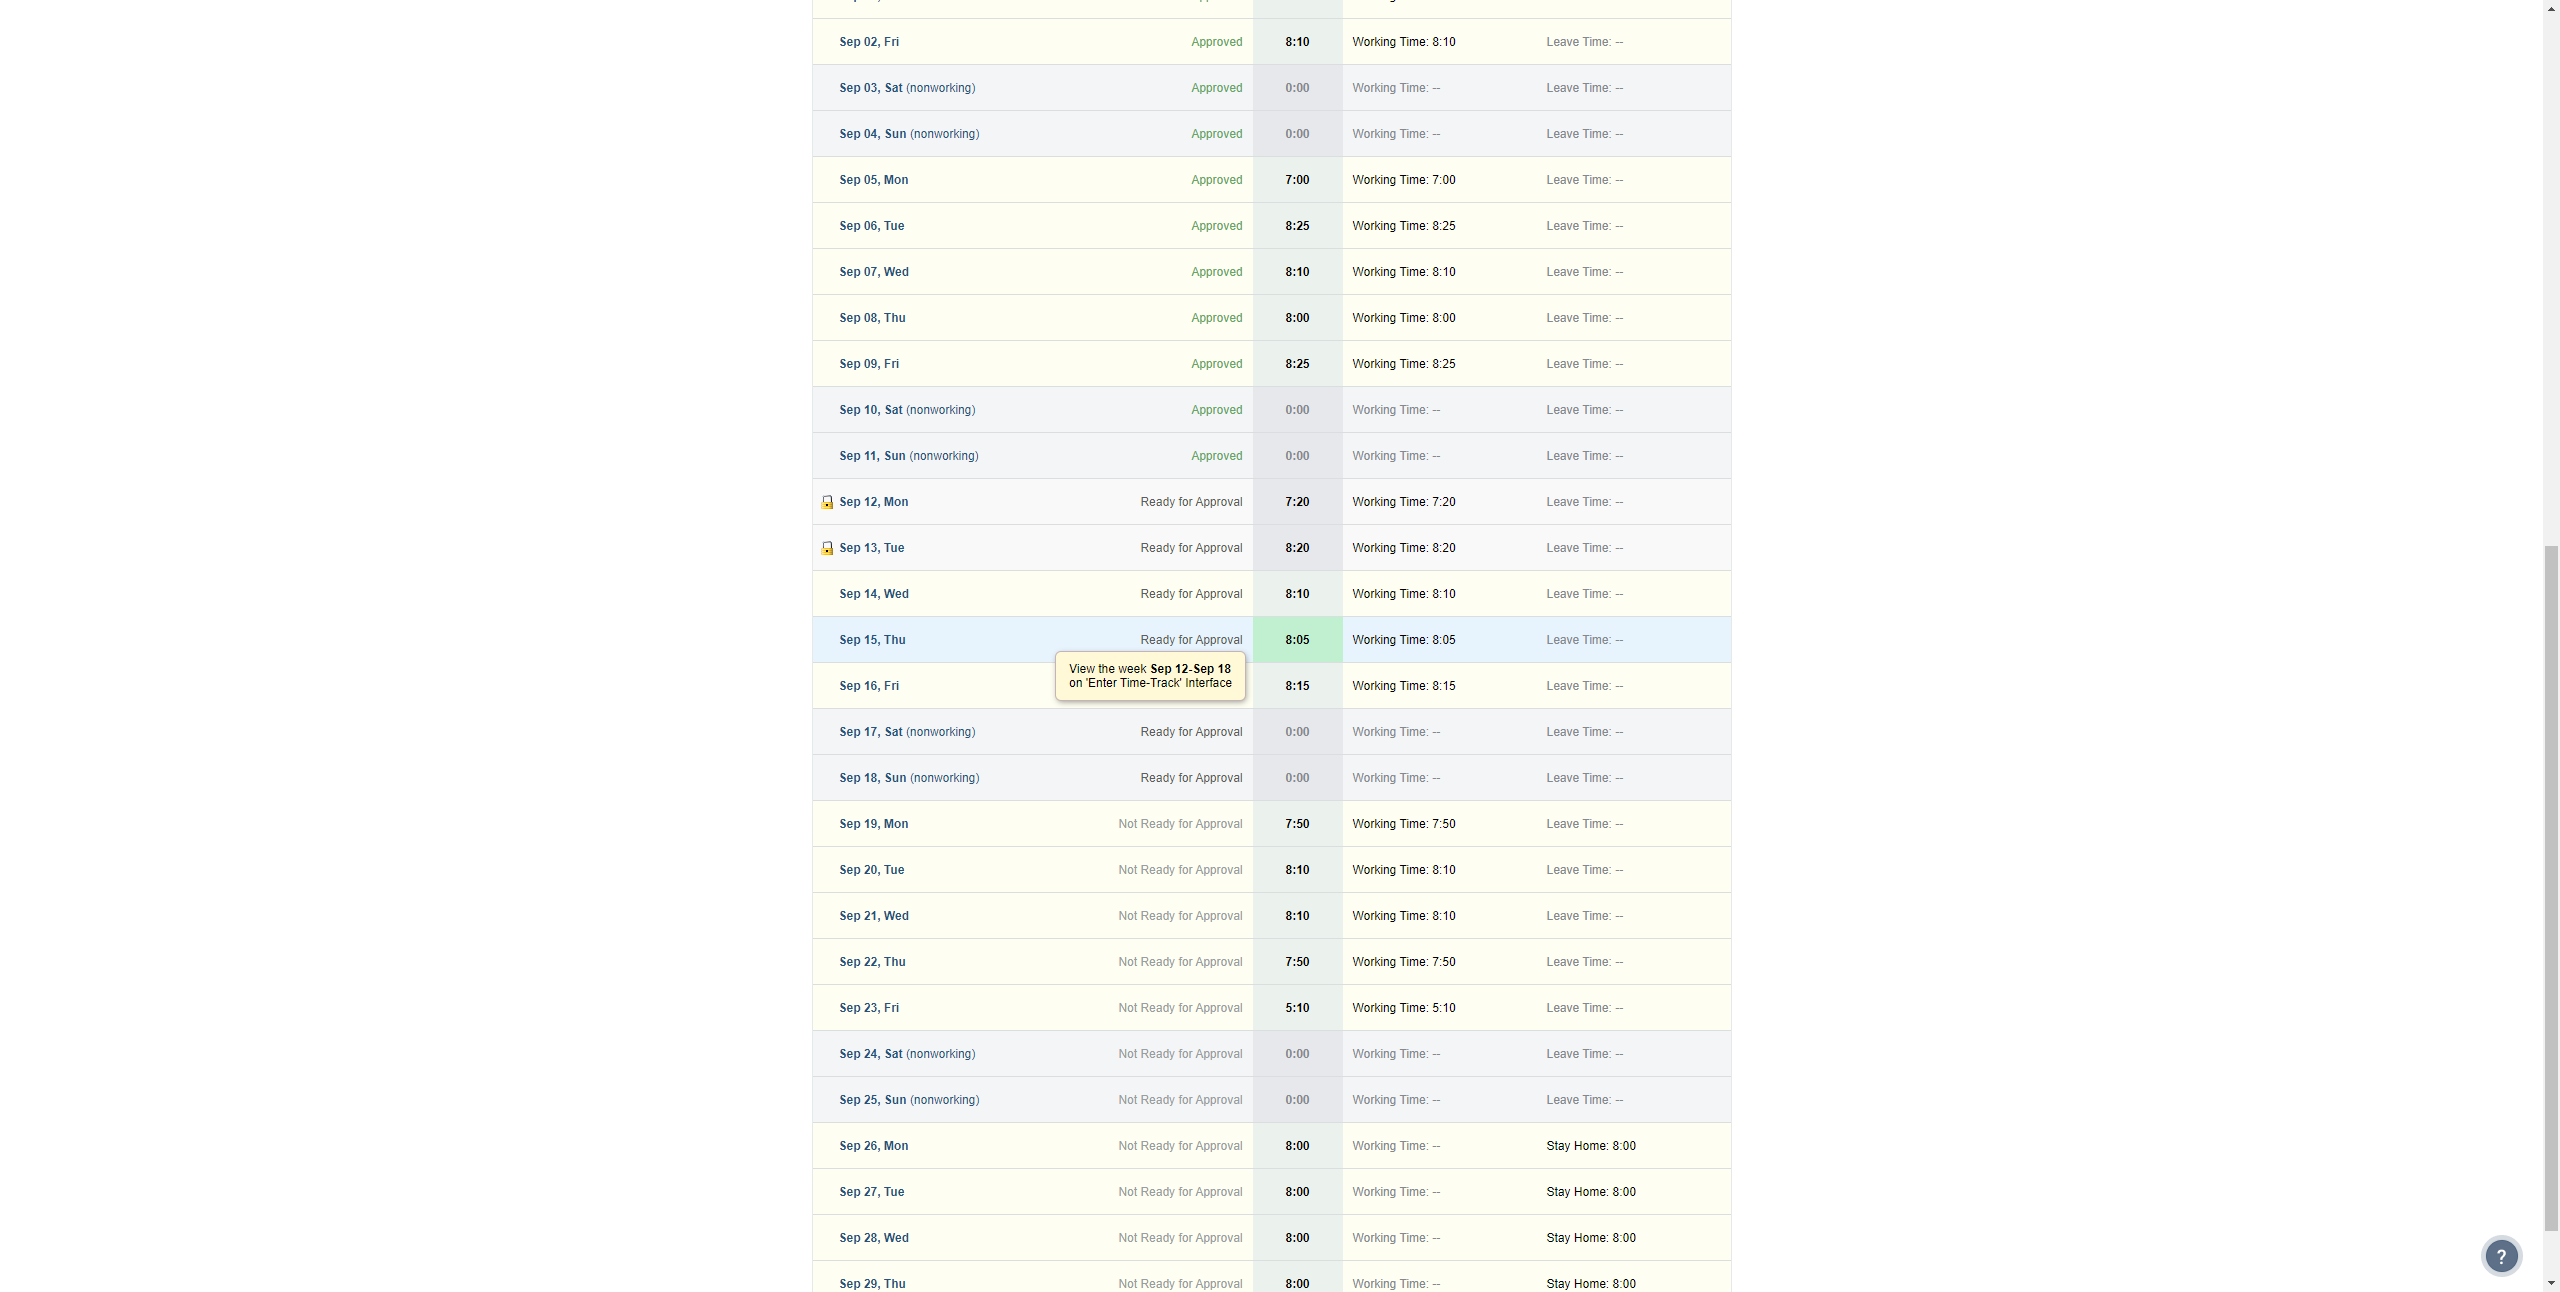 Sep 02, Fri Approved 8:10 Working Time: 8:10 Leave Time: --
Sep 03, Sat (nonworking) Approved 0:00 Working Time: -- Leave Time: --
Sep 04, Sun (nonworking) Approved 0:00 Working Time: -- Leave Time: --
Sep 05, Mon Approved 7:00 Working Time: 7:00 Leave Time: --
Sep 06, Tue Approved 8:25 Working Time: 8:25 Leave Time: --
Sep 07, Wed Approved 8:10 Working Time: 8:10 Leave Time: --
Sep 08, Thu Approved 8:00 Working Time: 8:00 Leave Time: --
Sep 09, Fri Approved 8:25 Working Time: 8:25 Leave Time: --
Sep 10, Sat (nonworking) Approved 0:00 Working Time: -- Leave Time: --
Sep 11, Sun (nonworking) Approved 0:00 Working Time: -- Leave Time: --
Sep 12, Mon Ready for Approval 7:20 Working Time: 7:20 Leave Time: --
Sep 13, Tue Ready for Approval 8:20 Working Time: 8:20 Leave Time: --
Sep 14, Wed Ready for Approval 8:10 Working Time: 8:10 Leave Time: --
Sep 15, Thu Ready for Approval 8:05 Working Time: 8:05 Leave Time: --
View the week Sep 12-Sep 18
on 'Enter Time-Track' Interface
Sep 16, Fri 8:15 Working Time: 8:15 Leave Time: --
Sep 17, Sat (nonworking) Ready for Approval 0:00 Working Time: -- Leave Time: --
Sep 18, Sun (nonworking) Ready for Approval 0:00 Working Time: -- Leave Time: --
Sep 19, Mon Not Ready for Approval 7:50 Working Time: 7:50 Leave Time: --
Sep 20, Tue Not Ready for Approval 8:10 Working Time: 8:10 Leave Time: --
Sep 21, Wed Not Ready for Approval 8:10 Working Time: 8:10 Leave Time: --
Sep 22, Thu Not Ready for Approval 7:50 Working Time: 7:50 Leave Time: --
Sep 23, Fri Not Ready for Approval 5:10 Working Time: 5:10 Leave Time: --
Sep 24, Sat (nonworking) Not Ready for Approval 0:00 Working Time: -- Leave Time: --
Sep 25, Sun (nonworking) Not Ready for Approval 0:00 Working Time: -- Leave Time: --
Sep 26, Mon Not Ready for Approval 8:00 Working Time: -- Stay Home: 8:00
Sep 27, Tue Not Ready for Approval 8:00 Working Time: -- Stay Home: 8:00
Sep 28, Wed Not Ready for Approval 8:00 Working Time: -- Stay Home: 8:00
Sep 29, Thu Not Ready for Approval 8:00 Working Time: -- Stay Home: 8:00
?